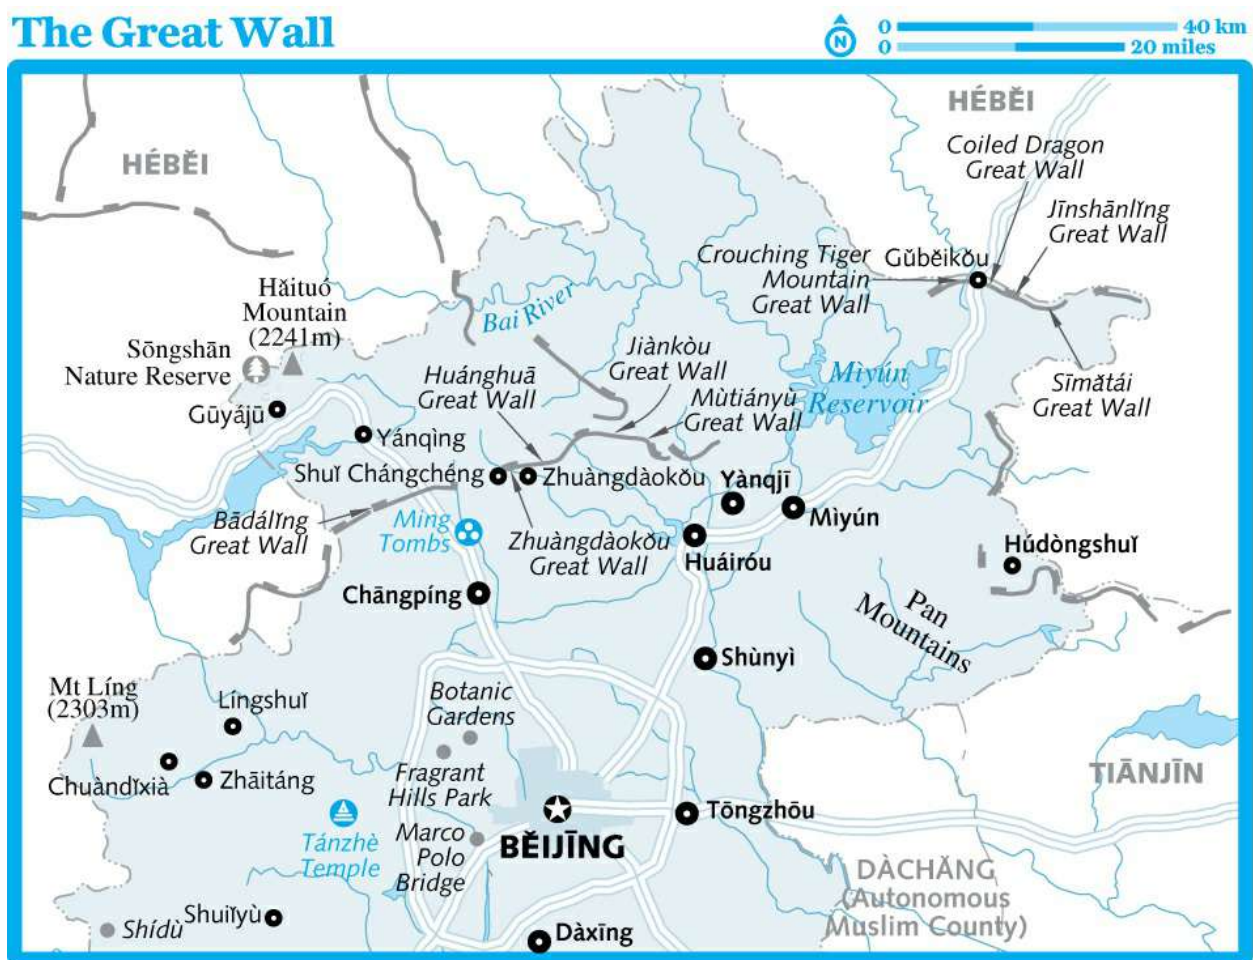 The Great Wall
N
0
40 km
0
20 miles
HÉBĚI
HÉBĚI
Coiled Dragon
Great Wall
Jīnshānlǐng
Great Wall
Crouching Tiger
Mountain
Great Wall
Gǔběikǒu
Hǎituó
Mountain
(2241m)
Bai River
Sōngshān
Nature Reserve
Jiànkòu
Great Wall
Huánghuā
Great Wall
Mùtiányù
Great Wall
Mìyún
Reservoir
Sīmǎtái
Great Wall
Gūyájū
Yánqìng
Shuǐ Chángchéng
Zhuàngdàokǒu
Yànqjī
Bādálǐng
Great Wall
Ming
Tombs
Zhuàngdàokǒu
Great Wall
Mìyún
Huáiróu
Húdòngshuǐ
Chāngpíng
Pan
Mountains
Shùnyì
Mt Líng
(2303m)
Língshuǐ
Botanic
Gardens
Chuàndǐxià
Zhāitáng
Fragrant
Hills Park
TIĀNJĪN
Tánzhè
Temple
Marco
Polo
Bridge
BĚIJĪNG
Tōngzhōu
DÀCHǍNG
(Autonomous
Muslim County)
Shídù
Shuǐyù
Dàxīng